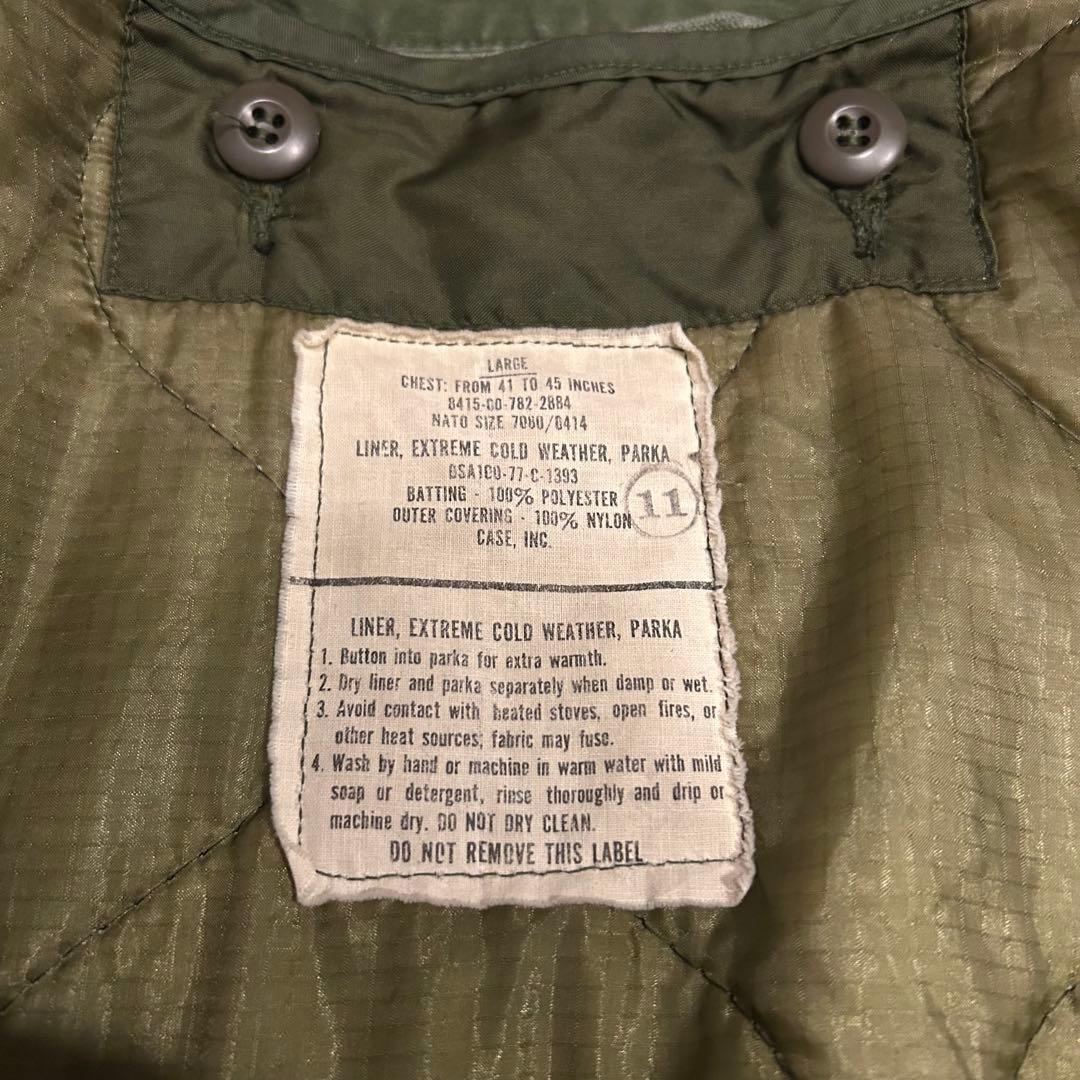 LARGE
CHEST: FROM 41 TO 45 INCHES
8415-00-782-2884
NATO SIZE 7080/0414
LINER, EXTREME COLD WEATHER, PARKA
DSA100-77-C-1393
BATTING - 100% POLYESTER
OUTER COVERING - 100% NYLON
CASE, INC.
11
LINER, EXTREME COLD WEATHER, PARKA
1. Button into parka for extra warmth.
2. Dry liner and parka separately when damp or wet.
3. Avoid contact with heated stoves, open fires, or
other heat sources; fabric may fuse.
4. Wash by hand or machine in warm water with mild
soap or detergent, rinse thoroughly and drip or
machine dry. DO NOT DRY CLEAN.
DO NOT REMOVE THIS LABEL